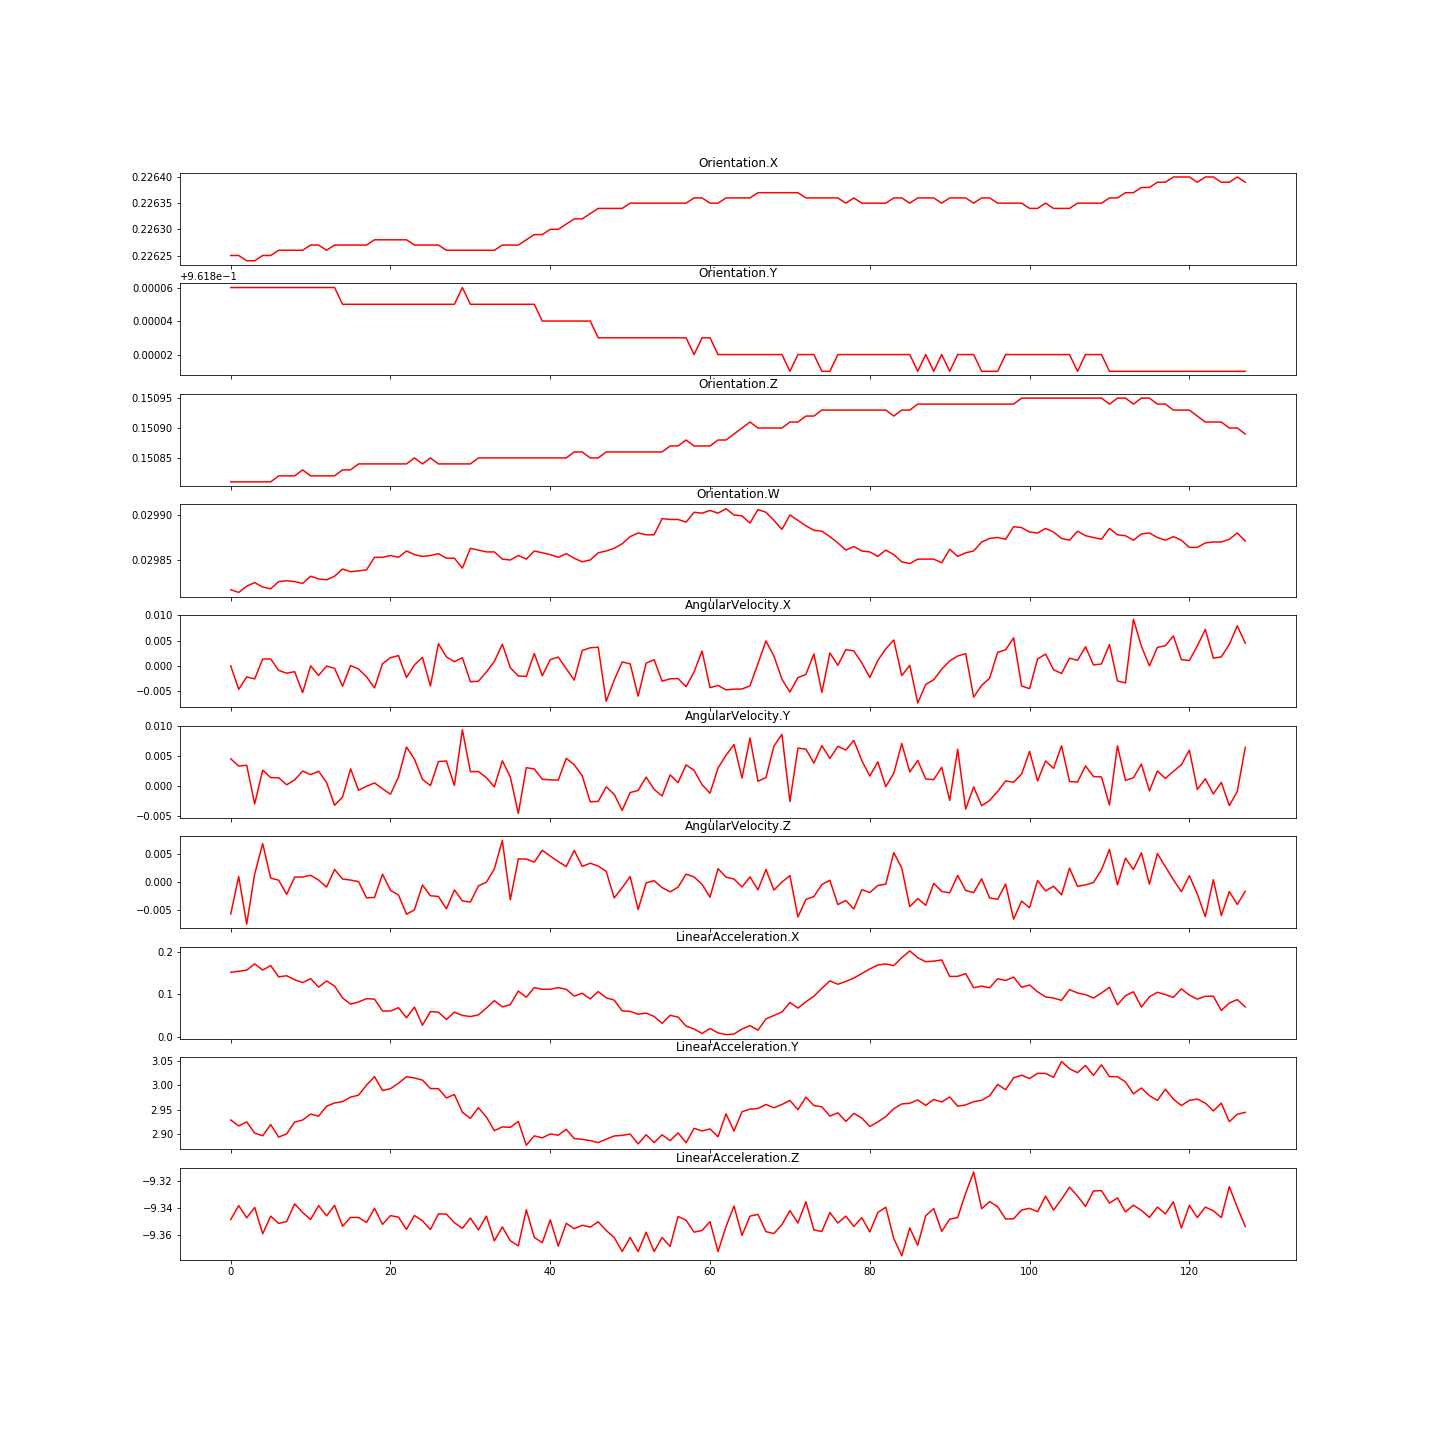 Orientation.X
0.22640
0.22635
0.22630
0.22625
+9.618e−1
Orientation.Y
0.00006
0.00004
0.00002
Orientation.Z
0.15095
0.15090
0.15085
Orientation.W
0.02990
0.02985
AngularVelocity.X
0.010
0.005
0.000
−0.005
AngularVelocity.Y
0.010
0.005
0.000
−0.005
AngularVelocity.Z
0.005
0.000
−0.005
LinearAcceleration.X
0.2
0.1
0.0
LinearAcceleration.Y
3.05
3.00
2.95
2.90
LinearAcceleration.Z
−9.32
−9.34
−9.36
0 20 40 60 80 100 120